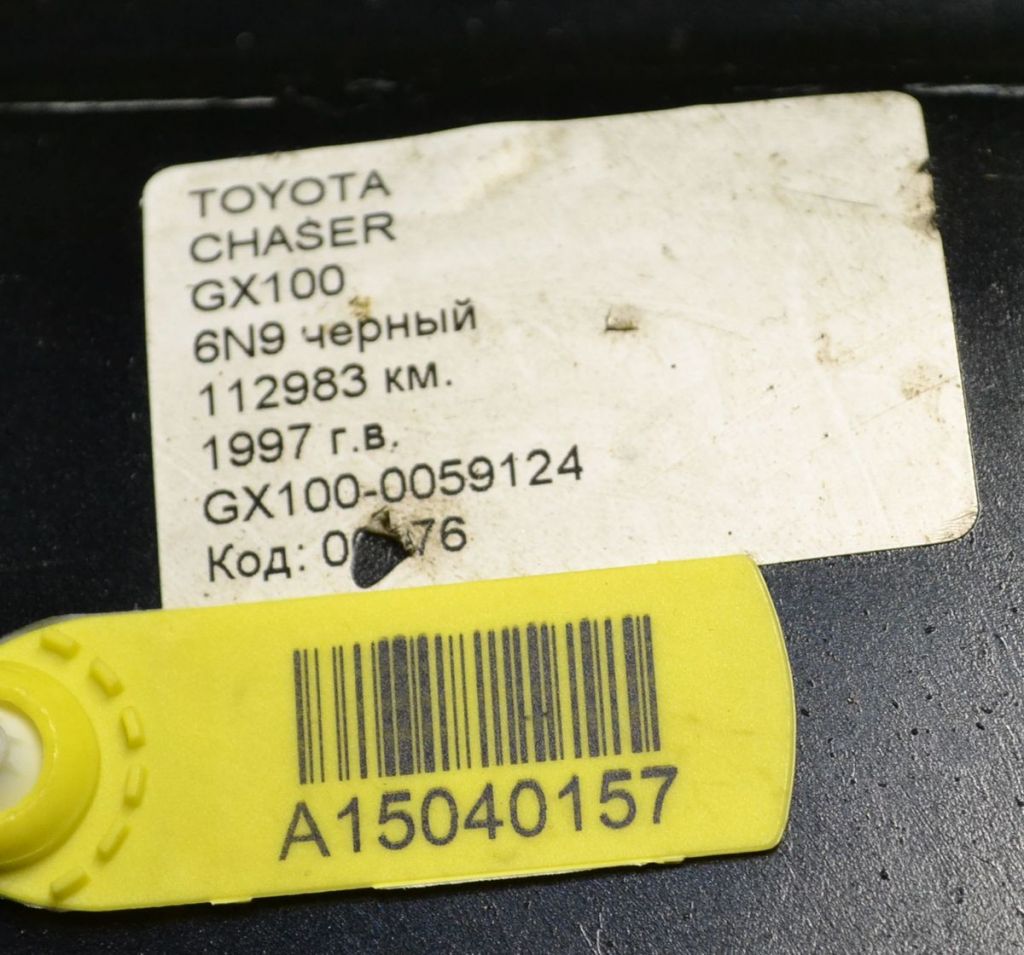 TOYOTA
CHASER
GX100
6N9 черный
112983 км.
1997 г.в.
GX100-0059124
Код:
A15040157